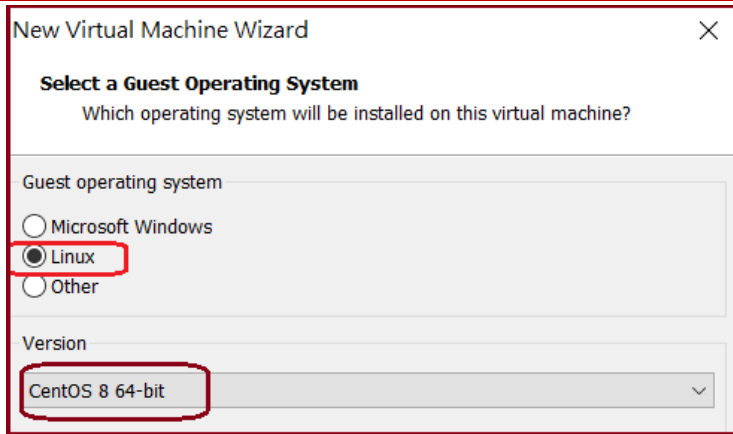 New Virtual Machine Wizard
Select a Guest Operating System
Which operating system will be installed on this virtual machine?
Guest operating system
Microsoft Windows
Linux
Other
Version
CentOS 8 64-bit